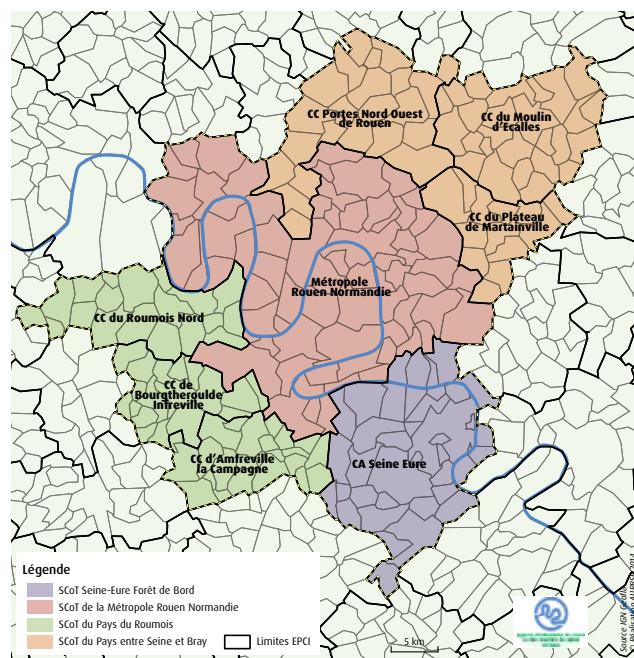 CC Portes Nord Ouest
de Rouen
CC du Moulin
d'Ecalles
CC du Plateau
de Martainville
Métropole
Rouen Normandie
CC du Roumois Nord
CC de
Bourgtheroulde
Infreville
CC d'Amfreville
la Campagne
CA Seine Eure
Légende
SCoT Seine-Eure Forêt de Bord
SCoT de la Métropole Rouen Normandie
SCoT du Pays du Roumois
SCoT du Pays entre Seine et Bray
Limites EPCI
5 km
Source IGN